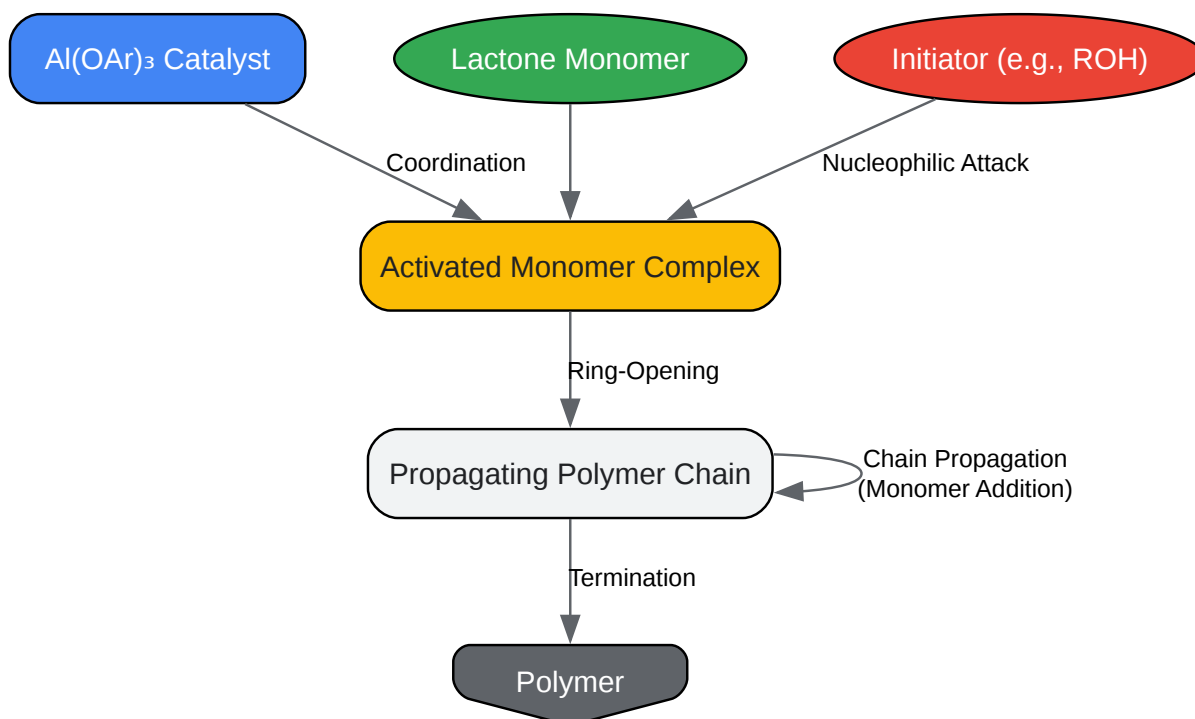 Al(OAr)₃ Catalyst
Lactone Monomer
Initiator (e.g., ROH)
Coordination
Nucleophilic Attack
Activated Monomer Complex
Ring-Opening
Propagating Polymer Chain
Chain Propagation
(Monomer Addition)
Termination
Polymer